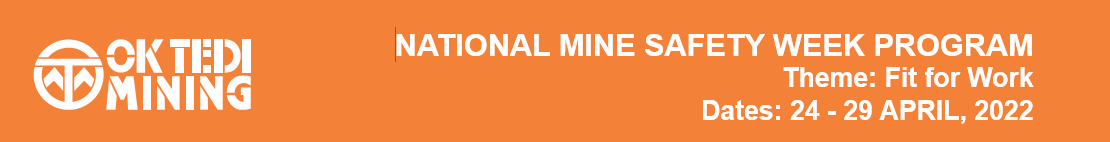 OK TEDI
MINING
NATIONAL MINE SAFETY WEEK PROGRAM
Theme: Fit for Work
Dates: 24 - 29 APRIL, 2022